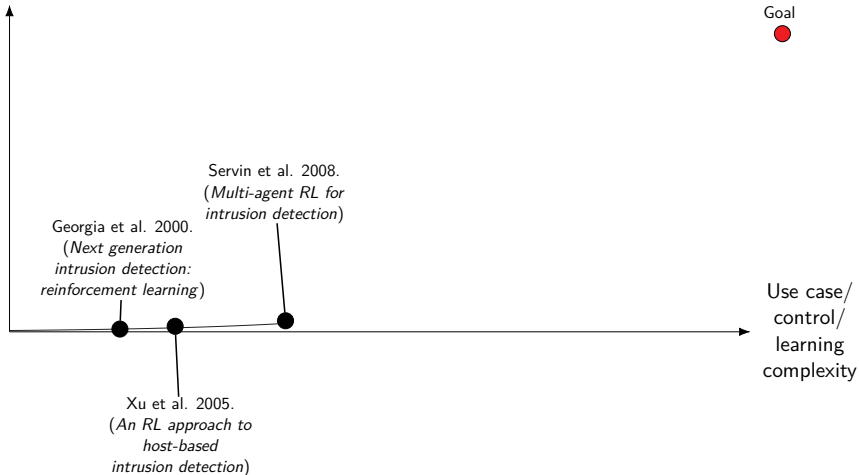 Goal
Servin et al. 2008.
(Multi-agent RL for
intrusion detection)
Georgia et al. 2000.
(Next generation
intrusion detection:
reinforcement learning)
Use case/
control/
learning
complexity
Xu et al. 2005.
(An RL approach to
host-based
intrusion detection)